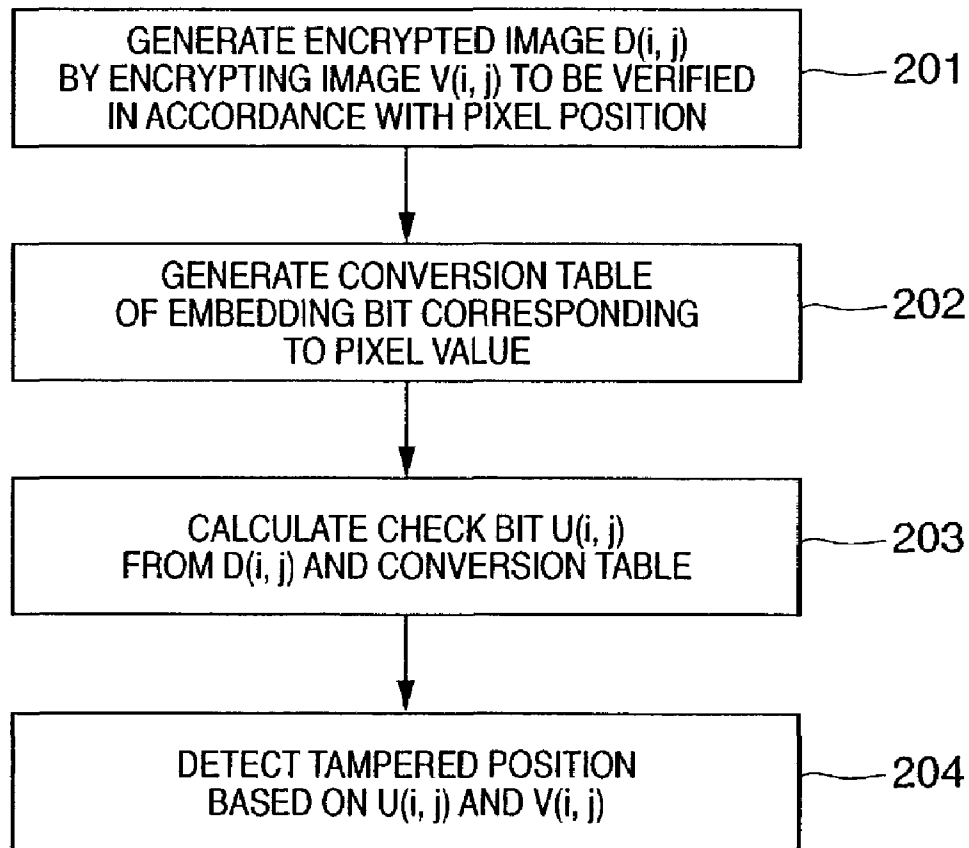 GENERATE ENCRYPTED IMAGE D(i, j)
BY ENCRYPTING IMAGE V(i, j) TO BE VERIFIED
IN ACCORDANCE WITH PIXEL POSITION
201
GENERATE CONVERSION TABLE
OF EMBEDDING BIT CORRESPONDING
TO PIXEL VALUE
202
CALCULATE CHECK BIT U(i, j)
FROM D(i, j) AND CONVERSION TABLE
203
DETECT TAMPERED POSITION
BASED ON U(i, j) AND V(i, j)
204